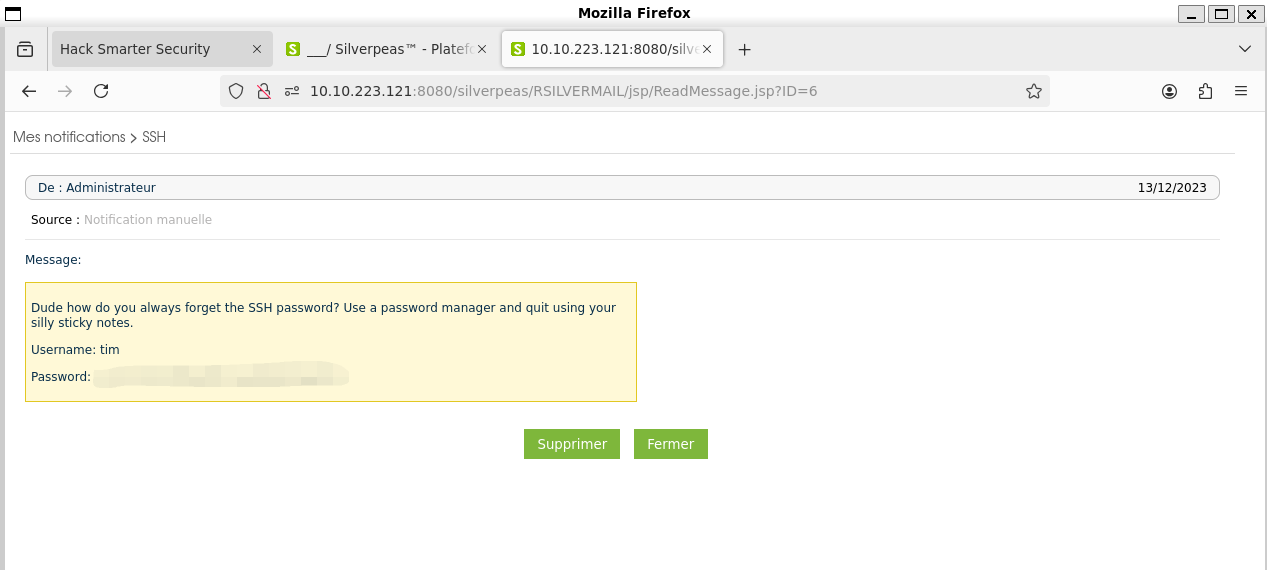 Mozilla Firefox
Hack Smarter Security
___/ Silverpeas™ - Platef
10.10.223.121:8080/silve
10.10.223.121:8080/silverpeas/RSILVERMAIL/jsp/ReadMessage.jsp?ID=6
Mes notifications > SSH
De : Administrateur 13/12/2023
Source : Notification manuelle
Message:
Dude how do you always forget the SSH password? Use a password manager and quit using your
silly sticky notes.
Username: tim
Password:
Supprimer Fermer